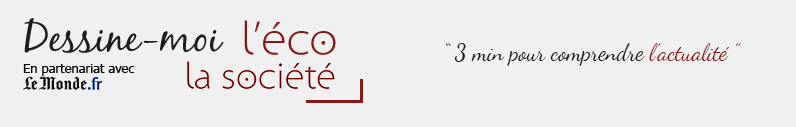 Dessine-moi l'éco
la société
En partenariat avec
Le Monde.fr
" 3 min pour comprendre l'actualité "